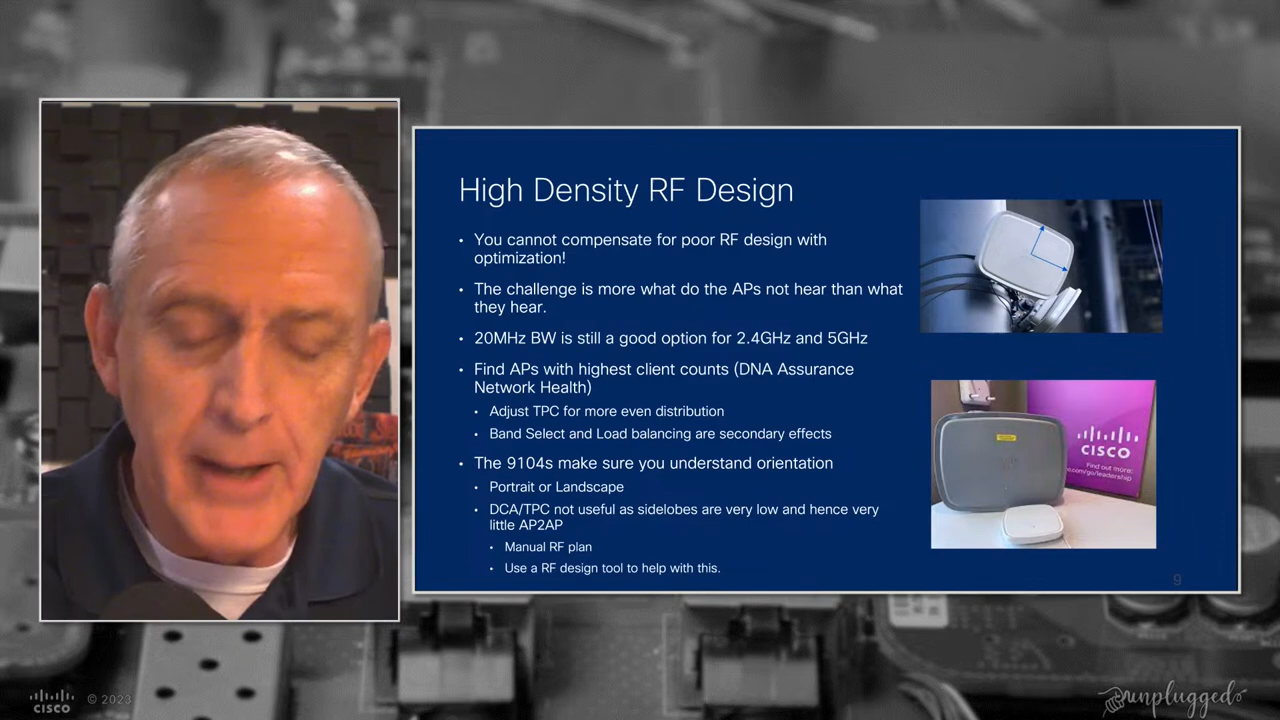 High Density RF Design
• You cannot compensate for poor RF design with
optimization!
• The challenge is more what do the APs not hear than what
they hear.
• 20MHz BW is still a good option for 2.4GHz and 5GHz
• Find APs with highest client counts (DNA Assurance
Network Health)
• Adjust TPC for more even distribution
• Band Select and Load balancing are secondary effects
• The 9104s make sure you understand orientation
• Portrait or Landscape
• DCA/TPC not useful as sidelobes are very low and hence very
little AP2AP
• Manual RF plan
• Use a RF design tool to help with this.
CISCO
Find out more:
e.com/go/leadership
9
CISCO
© 2023
unplugged